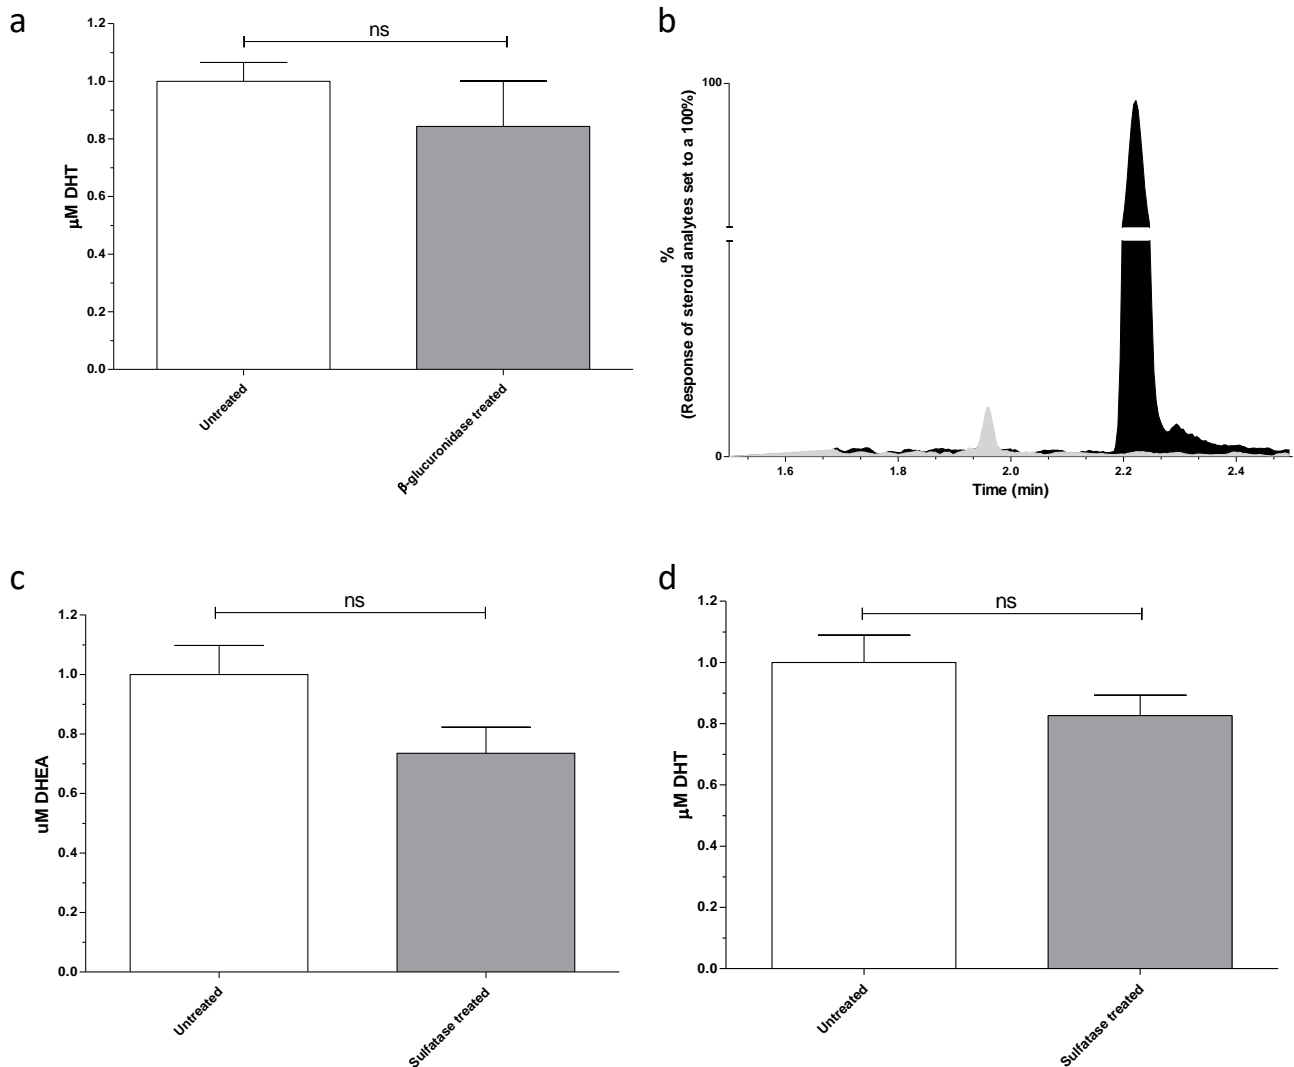 a
ns
1.2
1.0
0.8
0.6
0.4
0.2
0.0
µM DHT
Untreated
β-glucuronidase treated
b
100
0
%
(Response of steroid analytes set to a 100%)
1.6
1.8
2.0
2.2
2.4
Time (min)
c
ns
1.2
1.0
0.8
0.6
0.4
0.2
0.0
uM DHEA
Untreated
Sulfatase treated
d
ns
1.2
1.0
0.8
0.6
0.4
0.2
0.0
µM DHT
Untreated
Sulfatase treated